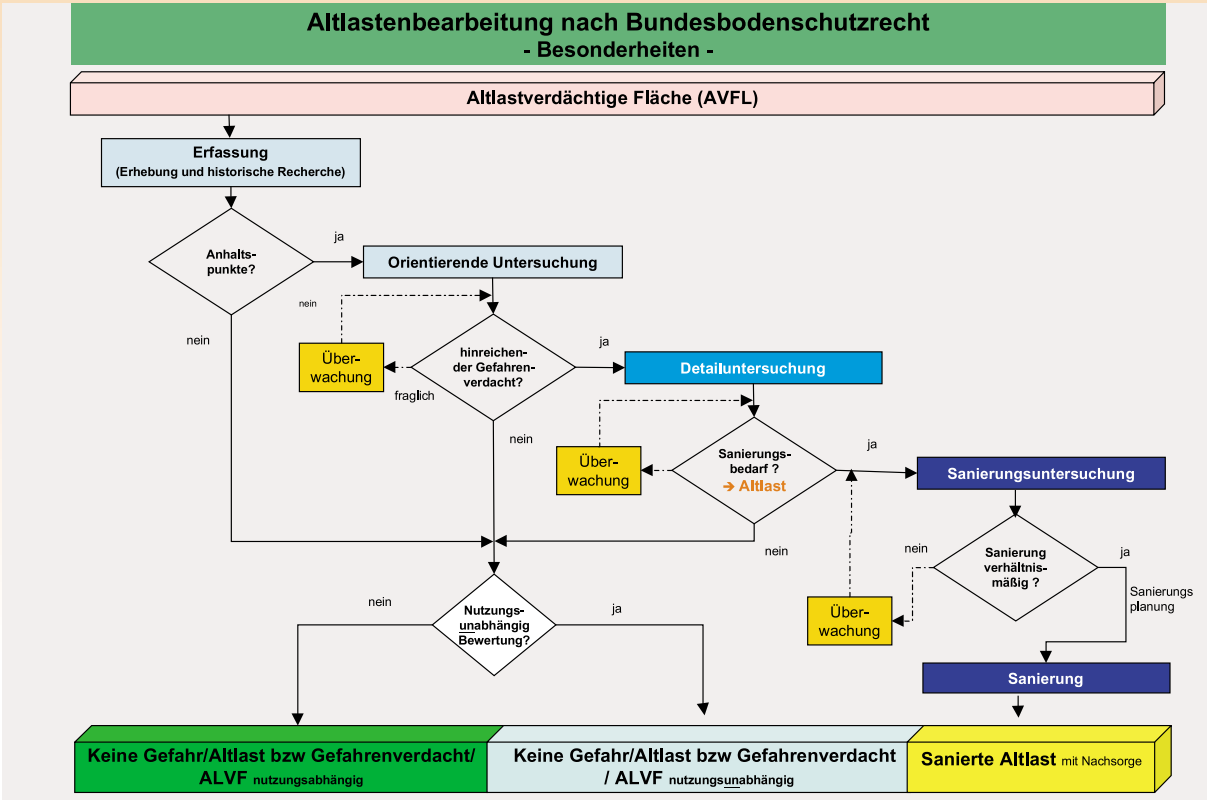 Altlastenbearbeitung nach Bundesbodenschutzrecht
- Besonderheiten -
Altlastverdächtige Fläche (AVFL)
Erfassung
(Erhebung und historische Recherche)
Anhalts-
punkte?
ja
nein
Orientierende Untersuchung
nein
Über-
wachung
fraglich
hinreichen-
der Gefahren-
verdacht?
ja
nein
Detailuntersuchung
Über-
wachung
Sanierungs-
bedarf ?
➔ Altlast
ja
nein
Sanierungsuntersuchung
nein
Sanierung
verhältnis-
mäßig ?
ja
Sanierungs
planung
Über-
wachung
Sanierung
nein
Nutzungs-
unabhängig
Bewertung?
ja
Keine Gefahr/Altlast bzw Gefahrenverdacht/
ALVF nutzungsabhängig
Keine Gefahr/Altlast bzw Gefahrenverdacht
/ ALVF nutzungsunabhängig
Sanierte Altlast mit Nachsorge